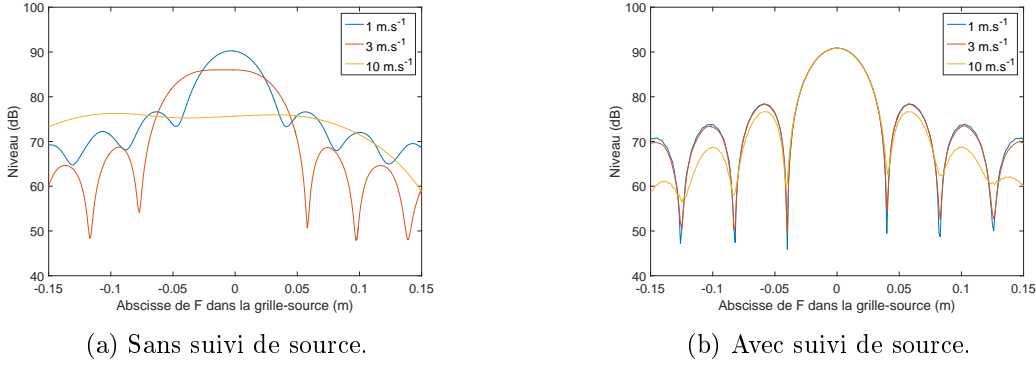 100
90
80
70
60
50
40
Niveau (dB)
-0.15
-0.1
-0.05
0
0.05
0.1
0.15
Abscisse de F dans la grille-source (m)
1 m.s⁻¹
3 m.s⁻¹
10 m.s⁻¹
(a) Sans suivi de source.
100
90
80
70
60
50
40
Niveau (dB)
-0.15
-0.1
-0.05
0
0.05
0.1
0.15
Abscisse de F dans la grille-source (m)
1 m.s⁻¹
3 m.s⁻¹
10 m.s⁻¹
(b) Avec suivi de source.